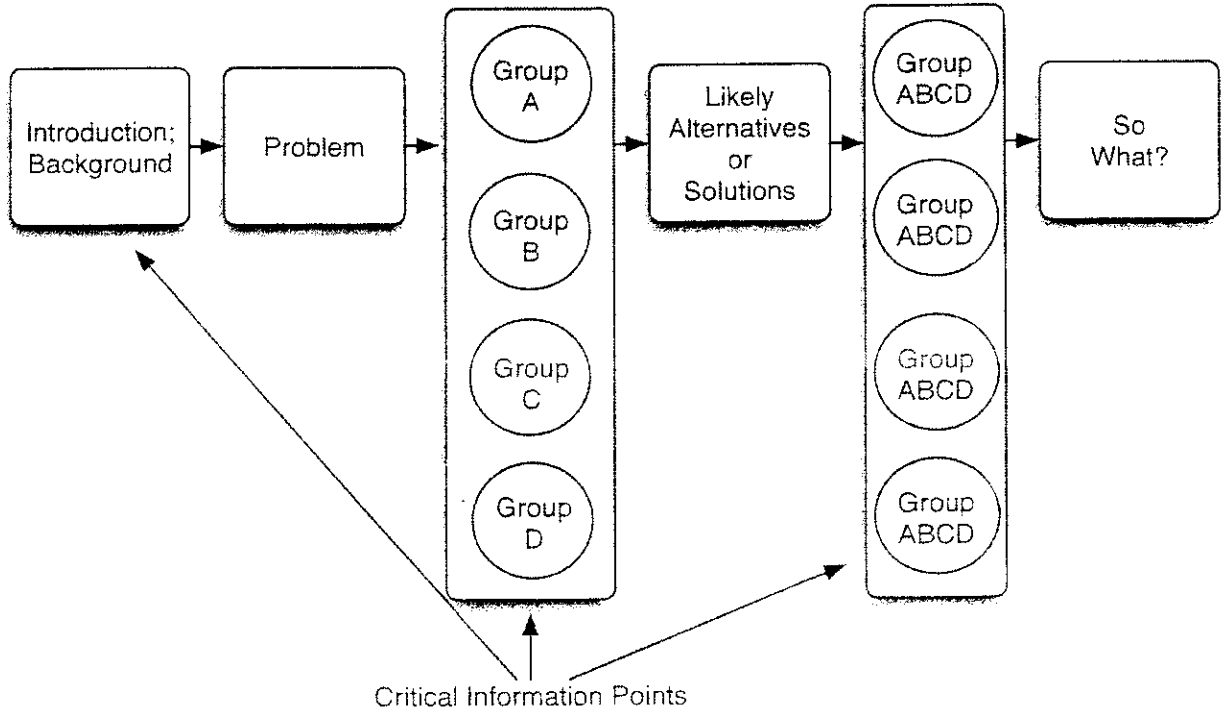 Introduction;
Background
Problem
Group
A
Group
B
Group
C
Group
D
Likely
Alternatives
or
Solutions
Group
ABCD
Group
ABCD
Group
ABCD
Group
ABCD
So
What?
Critical Information Points